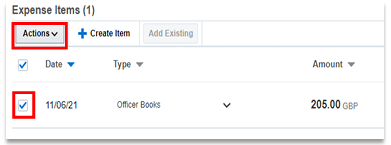 Expense Items (1)
Actions Create Item Add Existing
Date Type Amount
11/06/21 Officer Books 205.00 GBP